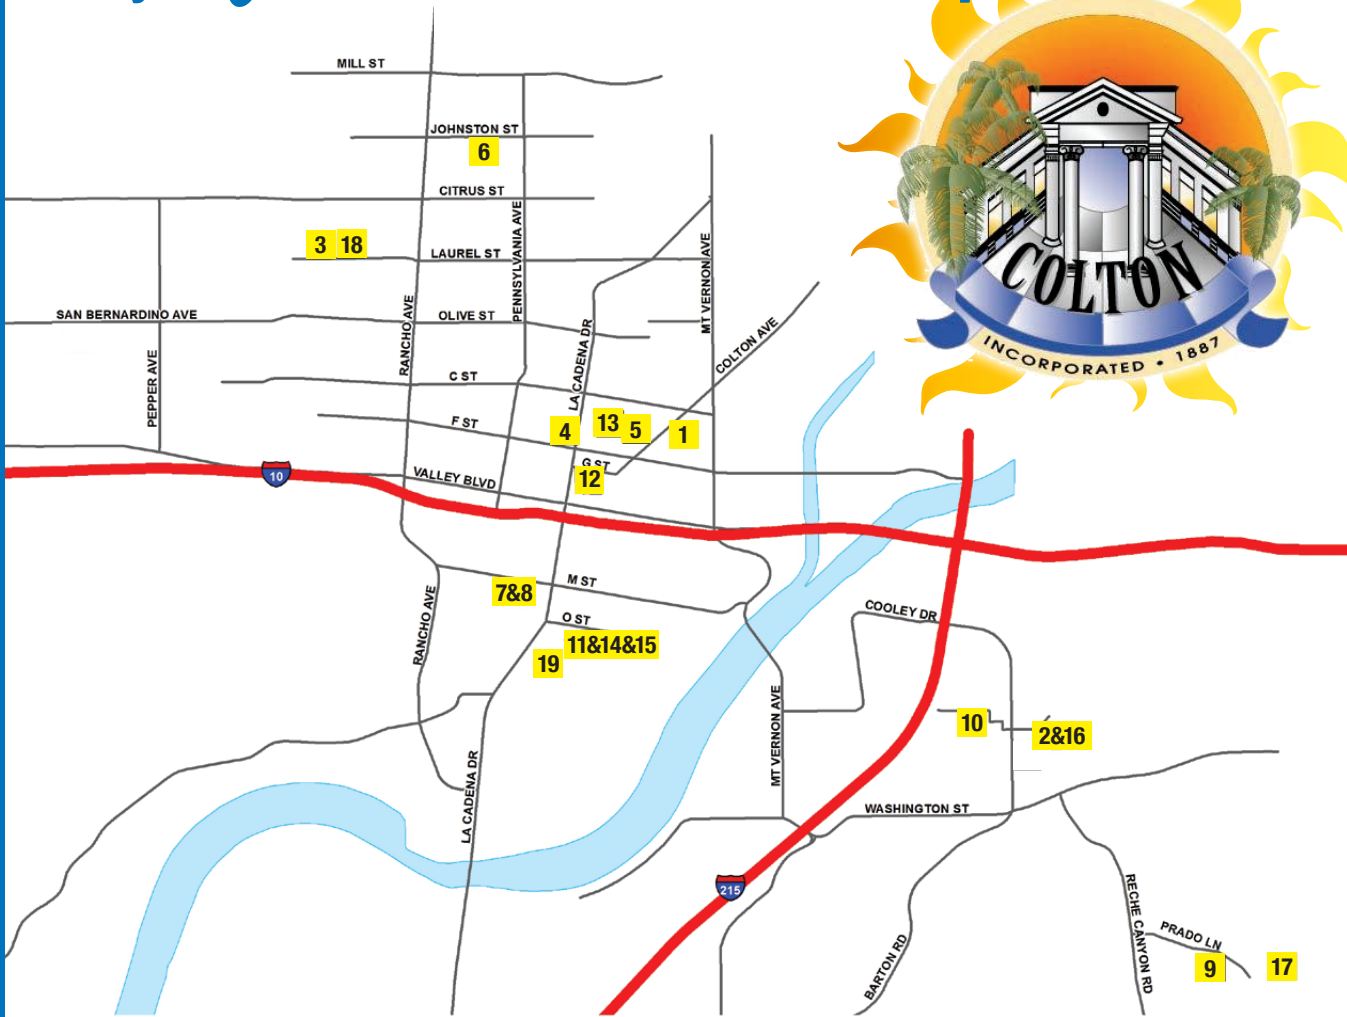 MILL ST
JOHNSTON ST
6
CITRUS ST
PENNSYLVANIA AVE
3 18
LAUREL ST
MT VERNON AVE
COLTON
INCORPORATED • 1887
SAN BERNARDINO AVE
OLIVE ST
RANCHO AVE
LA CADENA DR
COLTON AVE
PEPPER AVE
C ST
F ST
4
13
5
1
G ST
12
10
VALLEY BLVD
7&8
M ST
RANCHO AVE
O ST
11&14&15
19
COOLEY DR
MT VERNON AVE
10
2&16
LA CADENA DR
WASHINGTON ST
215
RECHE CANYON RD
PRADO LN
BARTON RD
9
17